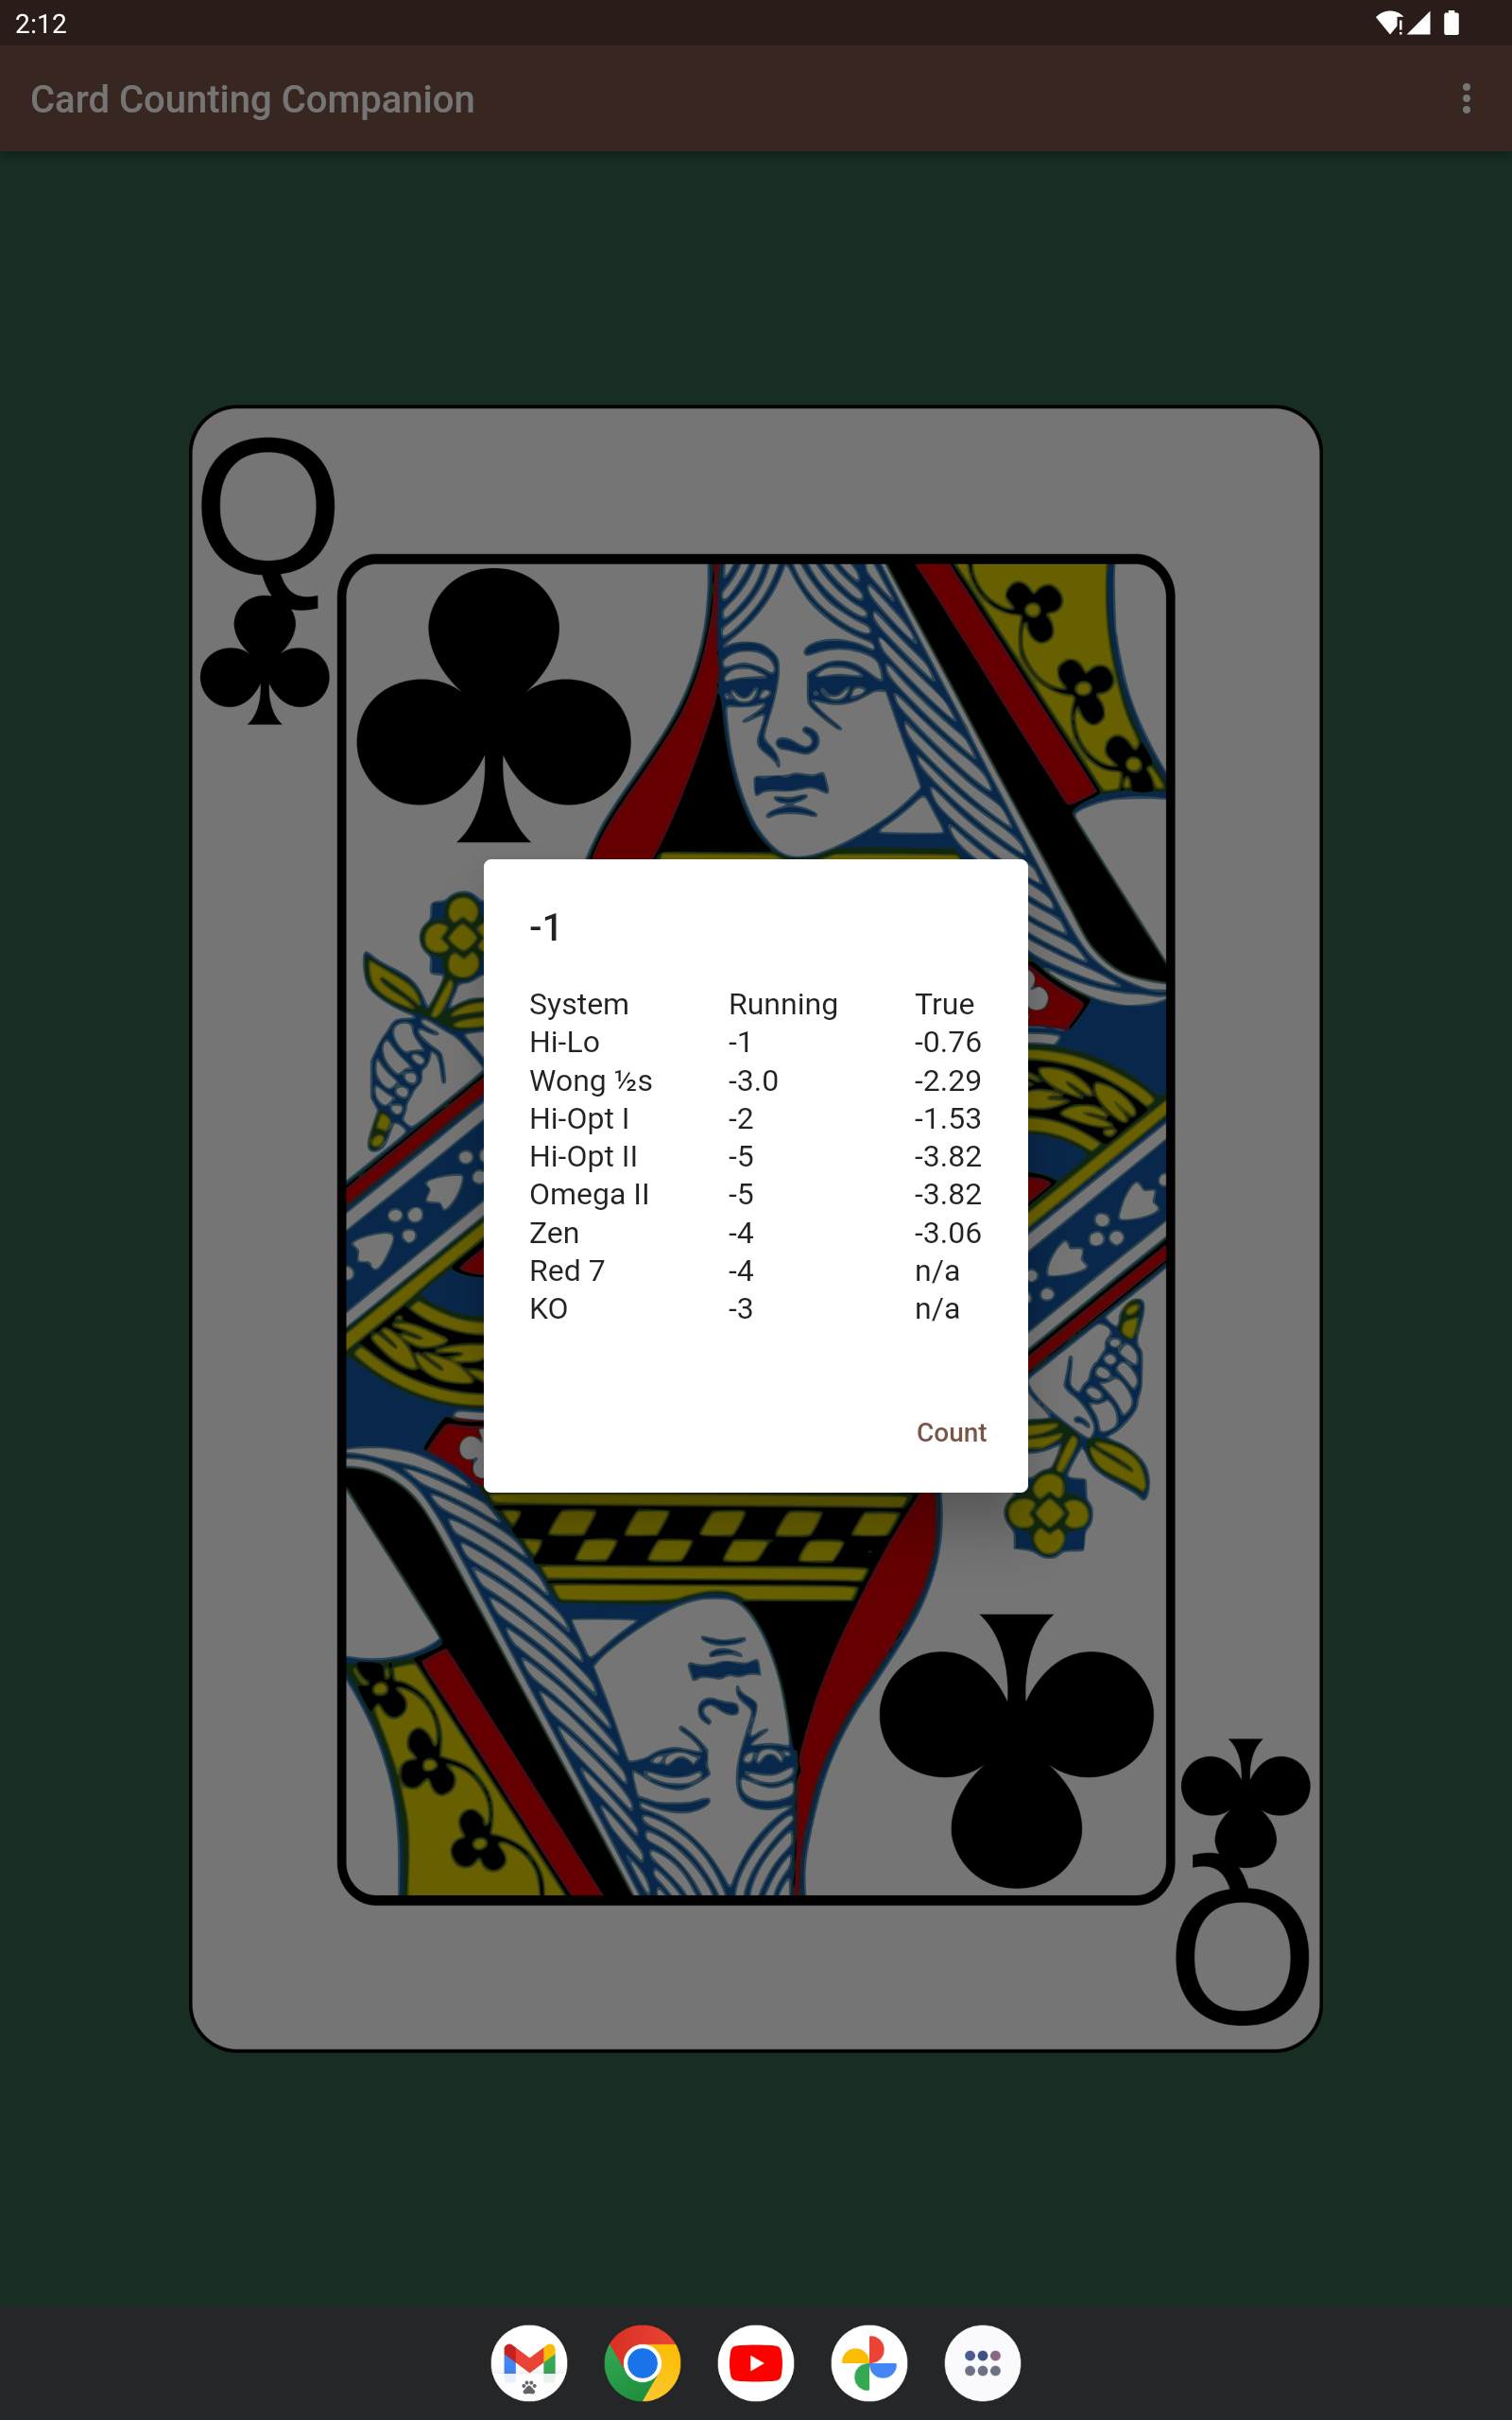 2:12
Card Counting Companion
Q
-1
System Running True
Hi-Lo -1 -0.76
Wong ½s -3.0 -2.29
Hi-Opt I -2 -1.53
Hi-Opt II -5 -3.82
Omega II -5 -3.82
Zen -4 -3.06
Red 7 -4 n/a
KO -3 n/a
Count
Q